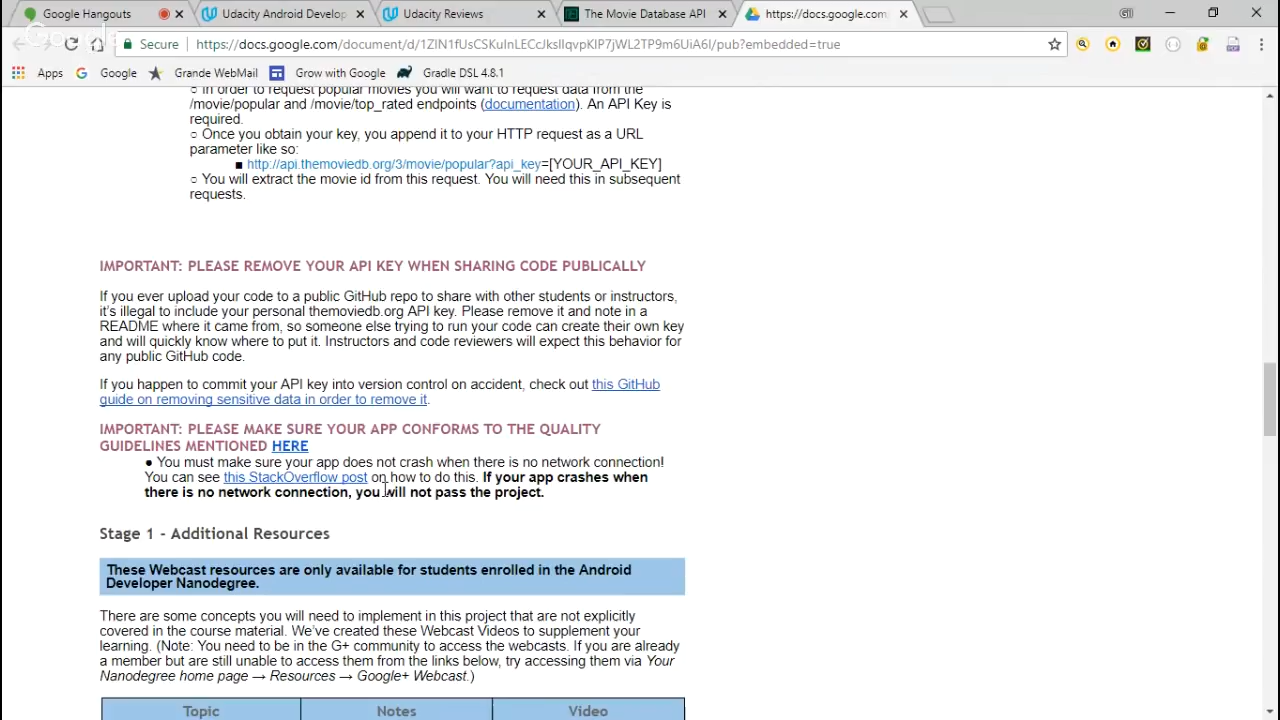 Google Hangouts
Udacity Android Develop
Udacity Reviews
The Movie Database API
https://docs.google.com
Secure
https://docs.google.com/document/d/1ZlN1fUsCSKuInLECcJksIlqvpKlP7jWL2TP9m6UiA6I/pub?embedded=true
Apps
Google
Grande WebMail
Grow with Google
Gradle DSL 4.8.1
○ In order to request popular movies you will want to request data from the
/movie/popular and /movie/top_rated endpoints (documentation). An API Key is
required.
○ Once you obtain your key, you append it to your HTTP request as a URL
parameter like so:
■ http://api.themoviedb.org/3/movie/popular?api_key=[YOUR_API_KEY]
○ You will extract the movie id from this request. You will need this in subsequent
requests.
IMPORTANT: PLEASE REMOVE YOUR API KEY WHEN SHARING CODE PUBLICALLY
If you ever upload your code to a public GitHub repo to share with other students or instructors,
it's illegal to include your personal themoviedb.org API key. Please remove it and note in a
README where it came from, so someone else trying to run your code can create their own key
and will quickly know where to put it. Instructors and code reviewers will expect this behavior for
any public GitHub code.
If you happen to commit your API key into version control on accident, check out this GitHub
guide on removing sensitive data in order to remove it.
IMPORTANT: PLEASE MAKE SURE YOUR APP CONFORMS TO THE QUALITY
GUIDELINES MENTIONED HERE
● You must make sure your app does not crash when there is no network connection!
You can see this StackOverflow post on how to do this. If your app crashes when
there is no network connection, you will not pass the project.
Stage 1 - Additional Resources
These Webcast resources are only available for students enrolled in the Android
Developer Nanodegree.
There are some concepts you will need to implement in this project that are not explicitly
covered in the course material. We've created these Webcast Videos to supplement your
learning. (Note: You need to be in the G+ community to access the webcasts. If you are already
a member but are still unable to access them from the links below, try accessing them via Your
Nanodegree home page → Resources → Google+ Webcast.)
Topic
Notes
Video